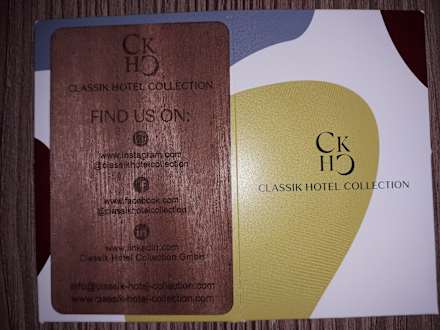 CK
HC
CLASSIK HOTEL COLLECTION
FIND US ON:
www.instagram.com
@classikhotelcollection
www.facebook.com
@classikhotelcollection
www.linkedin.com
Classik Hotel Collection GmbH
info@classik-hotel-collection.com
www.classik-hotel-collection.com
CK
HC
CLASSIK HOTEL COLLECTION